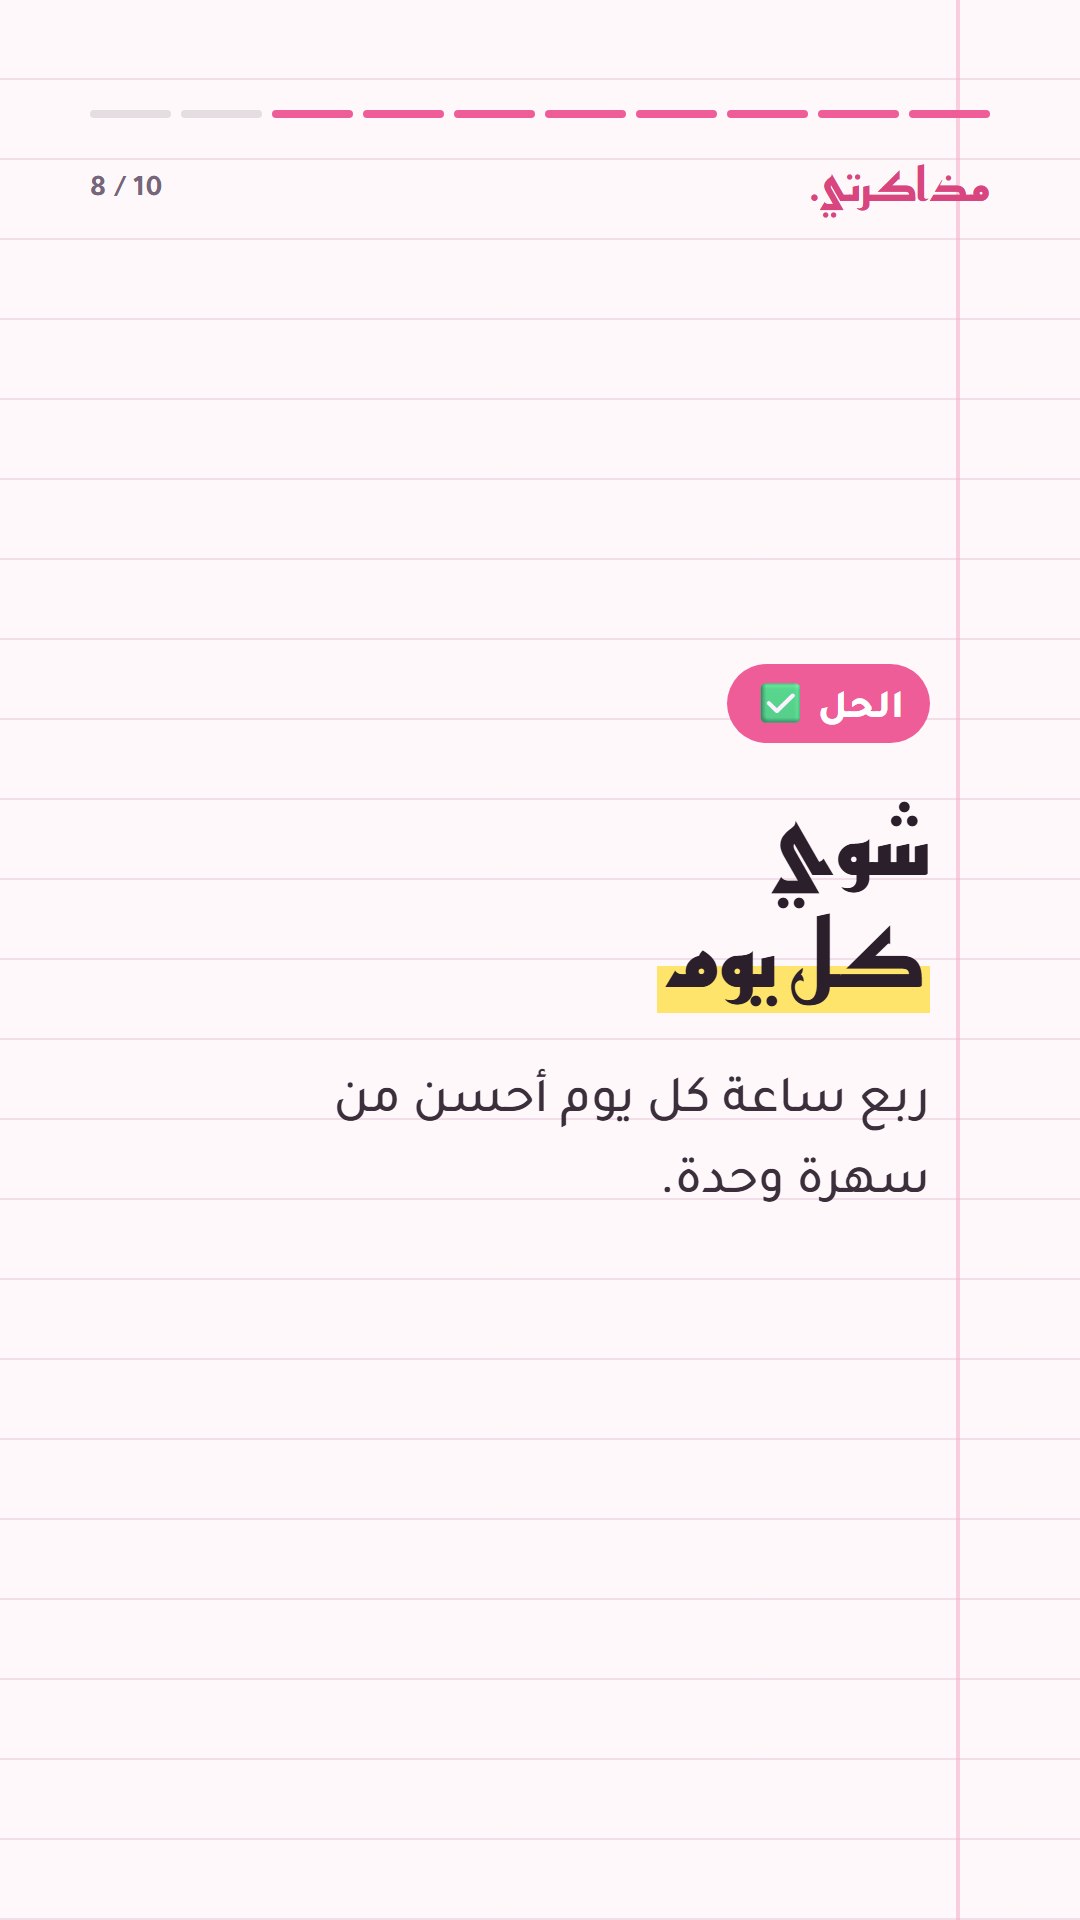 مذاكرتي.
8 / 10
الحل ✅
شوي
كل يوم
ربع ساعة كل يوم أحسن من
سهرة وحدة.